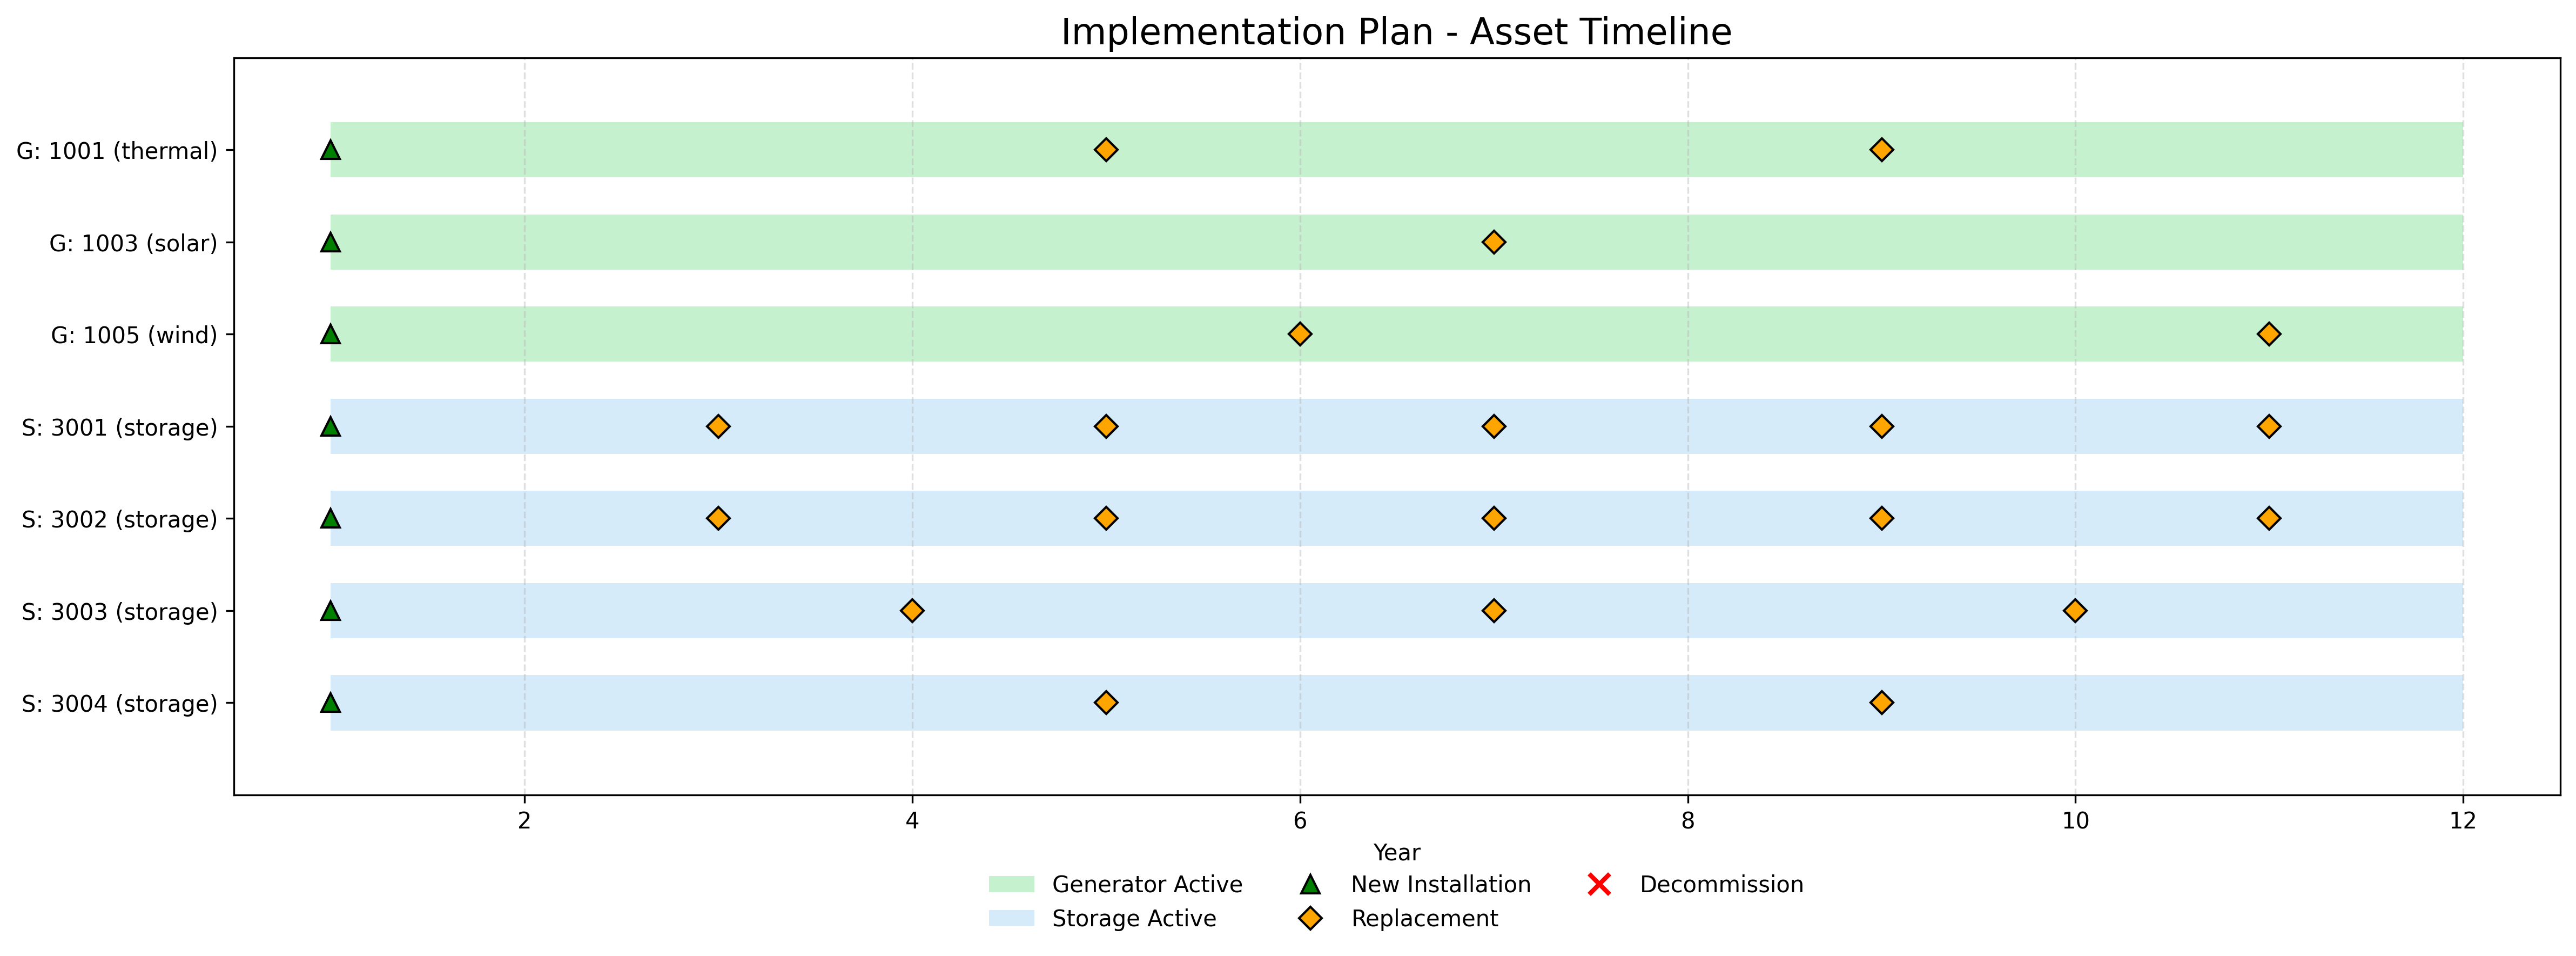 Implementation Plan - Asset Timeline
G: 1001 (thermal)
G: 1003 (solar)
G: 1005 (wind)
S: 3001 (storage)
S: 3002 (storage)
S: 3003 (storage)
S: 3004 (storage)
2 4 6 8 10 12
Year
Generator Active New Installation Decommission
Storage Active Replacement